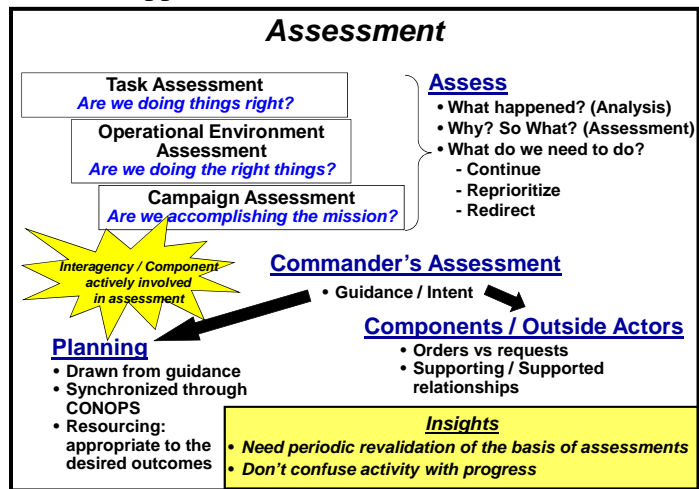 Assessment
Task Assessment
Are we doing things right?
Operational Environment
Assessment
Are we doing the right things?
Campaign Assessment
Are we accomplishing the mission?
Assess
• What happened? (Analysis)
• Why? So What? (Assessment)
• What do we need to do?
- Continue
- Reprioritize
- Redirect
Interagency / Component
actively involved
in assessment
Commander's Assessment
• Guidance / Intent
Planning
• Drawn from guidance
• Synchronized through
CONOPS
• Resourcing:
appropriate to the
desired outcomes
Components / Outside Actors
• Orders vs requests
• Supporting / Supported
relationships
Insights
• Need periodic revalidation of the basis of assessments
• Don't confuse activity with progress